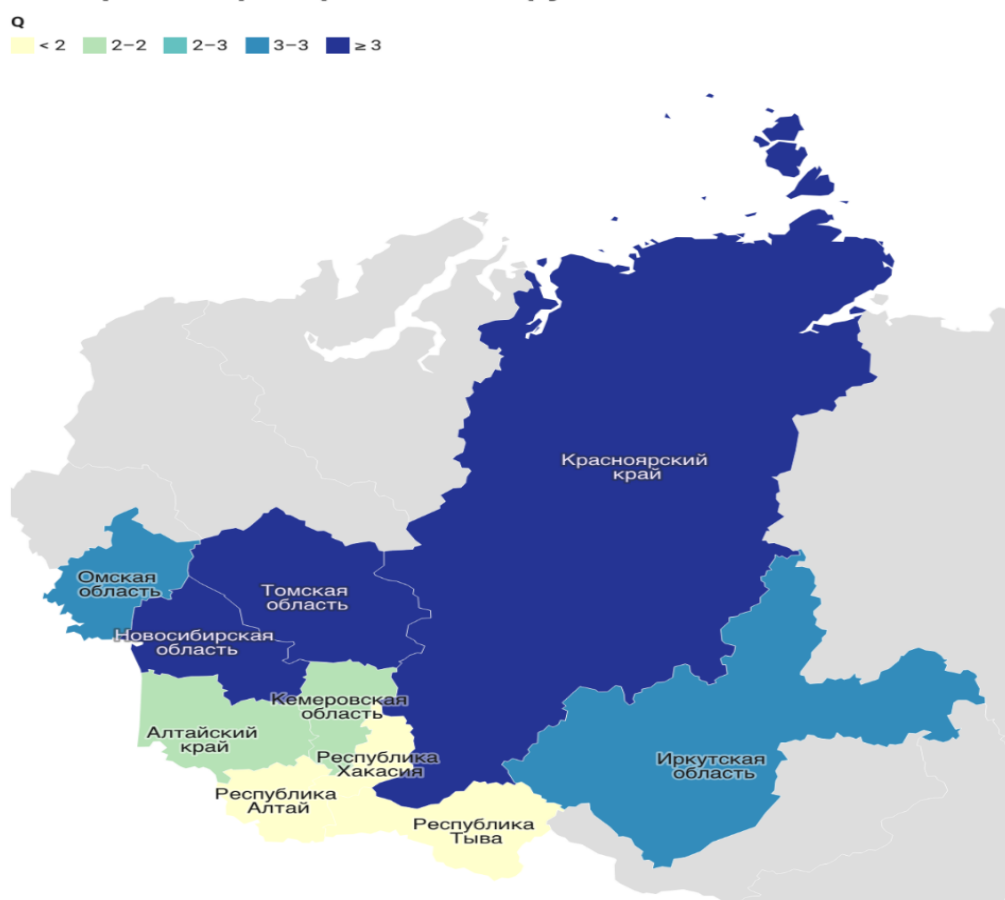 Q
< 2
2–2
2–3
3–3
≥ 3
Красноярский
край
Омская
область
Томская
область
Новосибирская
область
Кемеровская
область
Алтайский
край
Республика
Хакасия
Иркутская
область
Республика
Алтай
Республика
Тыва